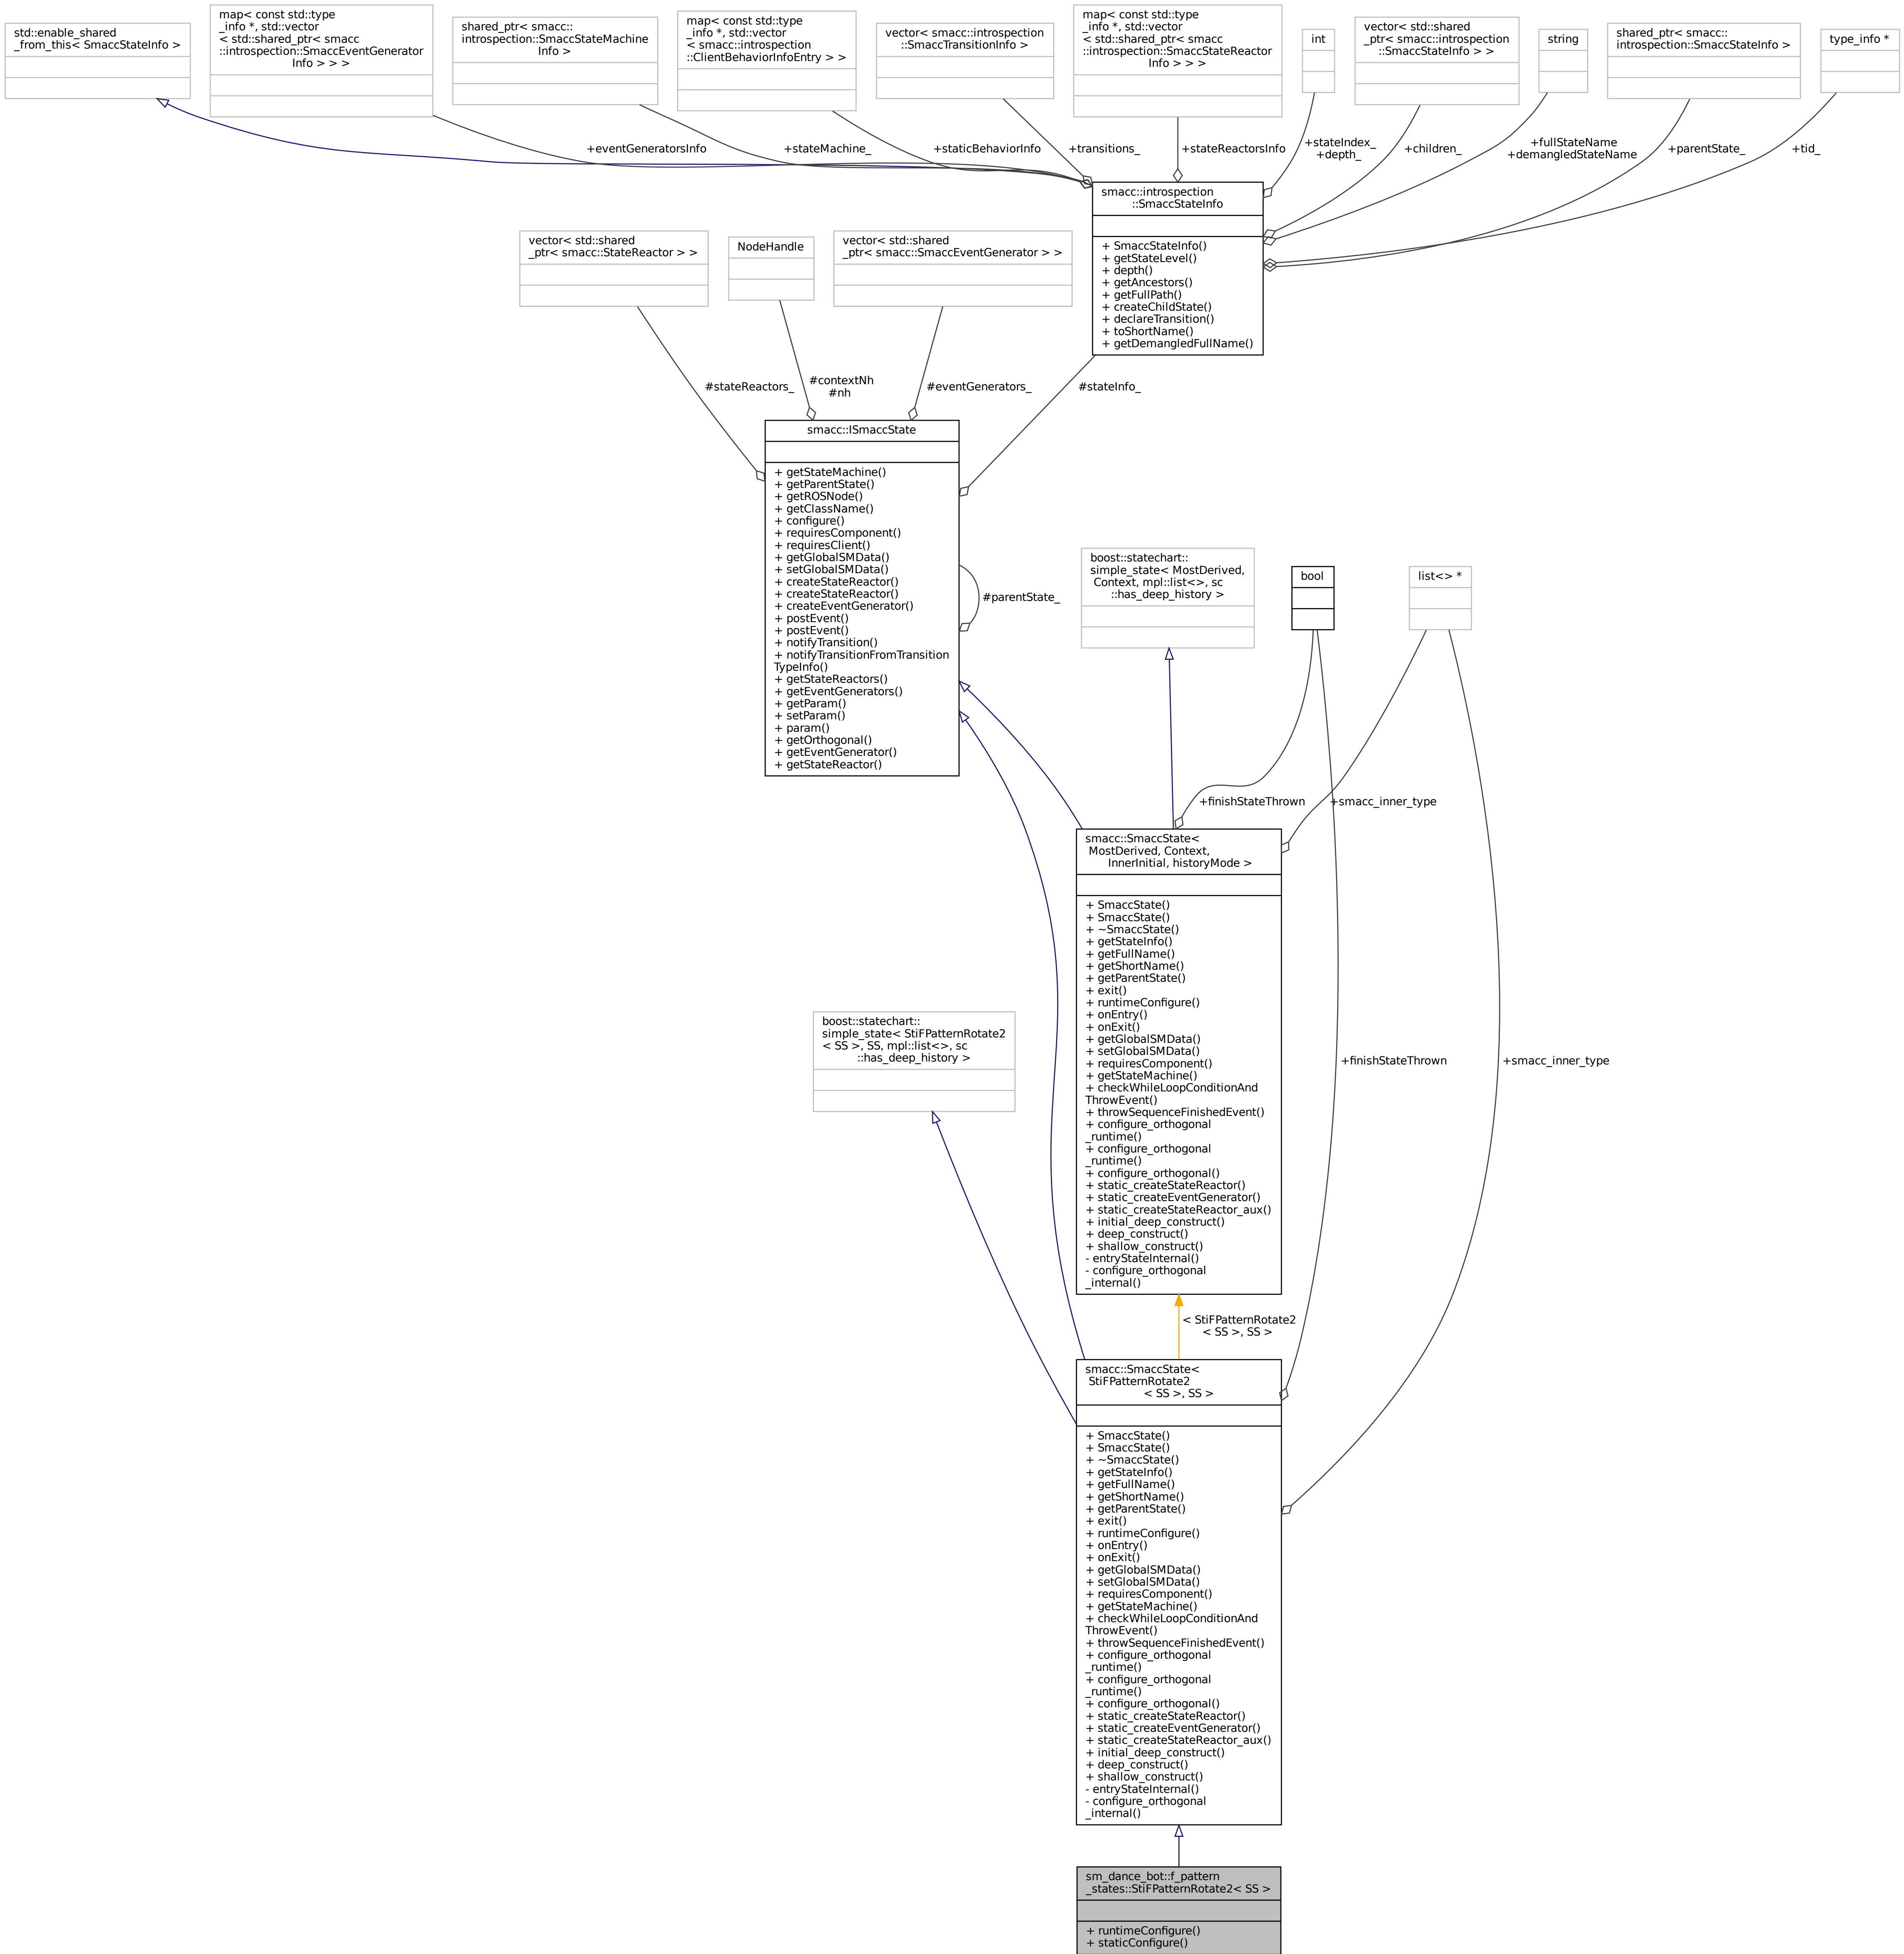 std::enable_shared
_from_this< SmaccStateInfo >
map< const std::type
_info *, std::vector
< std::shared_ptr< smacc
::introspection::SmaccEventGenerator
Info > > >
shared_ptr< smacc::
introspection::SmaccStateMachine
Info >
map< const std::type
_info *, std::vector
< smacc::introspection
::ClientBehaviorInfoEntry > >
vector< smacc::introspection
::SmaccTransitionInfo >
map< const std::type
_info *, std::vector
< std::shared_ptr< smacc
::introspection::SmaccStateReactor
Info > > >
int
vector< std::shared
_ptr< smacc::introspection
::SmaccStateInfo > >
string
shared_ptr< smacc::
introspection::SmaccStateInfo >
type_info *
+eventGeneratorsInfo
+stateMachine_
+staticBehaviorInfo
+transitions_
+stateReactorsInfo
+stateIndex_
+depth_
+children_
+fullStateName
+demangledStateName
+parentState_
+tid_
smacc::introspection
::SmaccStateInfo
+ SmaccStateInfo()
+ getStateLevel()
+ depth()
+ getAncestors()
+ getFullPath()
+ createChildState()
+ declareTransition()
+ toShortName()
+ getDemangledFullName()
vector< std::shared
_ptr< smacc::StateReactor > >
NodeHandle
vector< std::shared
_ptr< smacc::SmaccEventGenerator > >
#stateReactors_
#contextNh
#nh
#eventGenerators_
#stateInfo_
smacc::ISmaccState
+ getStateMachine()
+ getParentState()
+ getROSNode()
+ getClassName()
+ configure()
+ requiresComponent()
+ requiresClient()
+ getGlobalSMData()
+ setGlobalSMData()
+ createStateReactor()
+ createStateReactor()
+ createEventGenerator()
+ postEvent()
+ postEvent()
+ notifyTransition()
+ notifyTransitionFromTransition
TypeInfo()
+ getStateReactors()
+ getEventGenerators()
+ getParam()
+ setParam()
+ param()
+ getOrthogonal()
+ getEventGenerator()
+ getStateReactor()
#parentState_
boost::statechart::
simple_state< MostDerived,
Context, mpl::list<>, sc
::has_deep_history >
bool
list<> *
+finishStateThrown
+smacc_inner_type
smacc::SmaccState<
MostDerived, Context,
InnerInitial, historyMode >
+ SmaccState()
+ SmaccState()
+ ~SmaccState()
+ getStateInfo()
+ getFullName()
+ getShortName()
+ getParentState()
+ exit()
+ runtimeConfigure()
+ onEntry()
+ onExit()
+ getGlobalSMData()
+ setGlobalSMData()
+ requiresComponent()
+ getStateMachine()
+ checkWhileLoopConditionAnd
ThrowEvent()
+ throwSequenceFinishedEvent()
+ configure_orthogonal
_runtime()
+ configure_orthogonal
_runtime()
+ configure_orthogonal()
+ static_createStateReactor()
+ static_createEventGenerator()
+ static_createStateReactor_aux()
+ initial_deep_construct()
+ deep_construct()
+ shallow_construct()
- entryStateInternal()
- configure_orthogonal
_internal()
boost::statechart::
simple_state< StiFPatternRotate2
< SS >, SS, mpl::list<>, sc
::has_deep_history >
+finishStateThrown
+smacc_inner_type
< StiFPatternRotate2
< SS >, SS >
smacc::SmaccState<
StiFPatternRotate2
< SS >, SS >
+ SmaccState()
+ SmaccState()
+ ~SmaccState()
+ getStateInfo()
+ getFullName()
+ getShortName()
+ getParentState()
+ exit()
+ runtimeConfigure()
+ onEntry()
+ onExit()
+ getGlobalSMData()
+ setGlobalSMData()
+ requiresComponent()
+ getStateMachine()
+ checkWhileLoopConditionAnd
ThrowEvent()
+ throwSequenceFinishedEvent()
+ configure_orthogonal
_runtime()
+ configure_orthogonal
_runtime()
+ configure_orthogonal()
+ static_createStateReactor()
+ static_createEventGenerator()
+ static_createStateReactor_aux()
+ initial_deep_construct()
+ deep_construct()
+ shallow_construct()
- entryStateInternal()
- configure_orthogonal
_internal()
sm_dance_bot::f_pattern
_states::StiFPatternRotate2< SS >
+ runtimeConfigure()
+ staticConfigure()